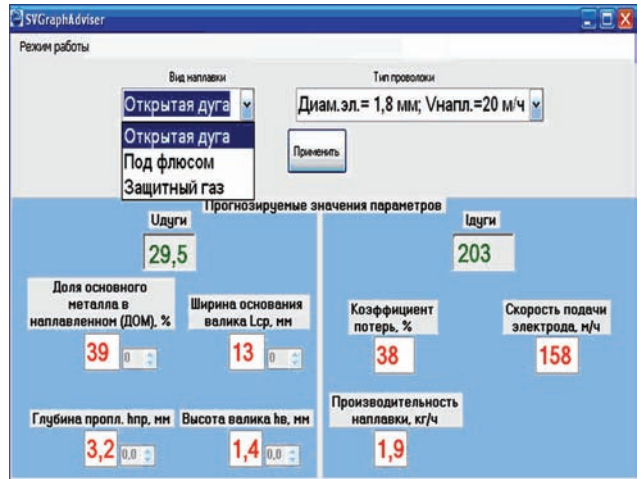 SVGraphAdviser
Режим работы
Вид наплавки
Тип проволоки
Открытая дуга
Диам.эл.= 1,8 мм; Vнапл.=20 м/ч
Открытая дуга
Под флюсом
Защитный газ
Применить
Прогнозируемые значения параметров
Uдуги
Iдуги
29,5
203
Доля основного
металла в
наплавленном (ДОМ), %
Ширина основания
валика Lср, мм
Коэффициент
потерь, %
Скорость подачи
электрода, м/ч
39
0
13
0
38
158
Глубина пропл. hпр, мм
Высота валика hв, мм
Производительность
наплавки, кг/ч
3,2
0,0
1,4
0,0
1,9